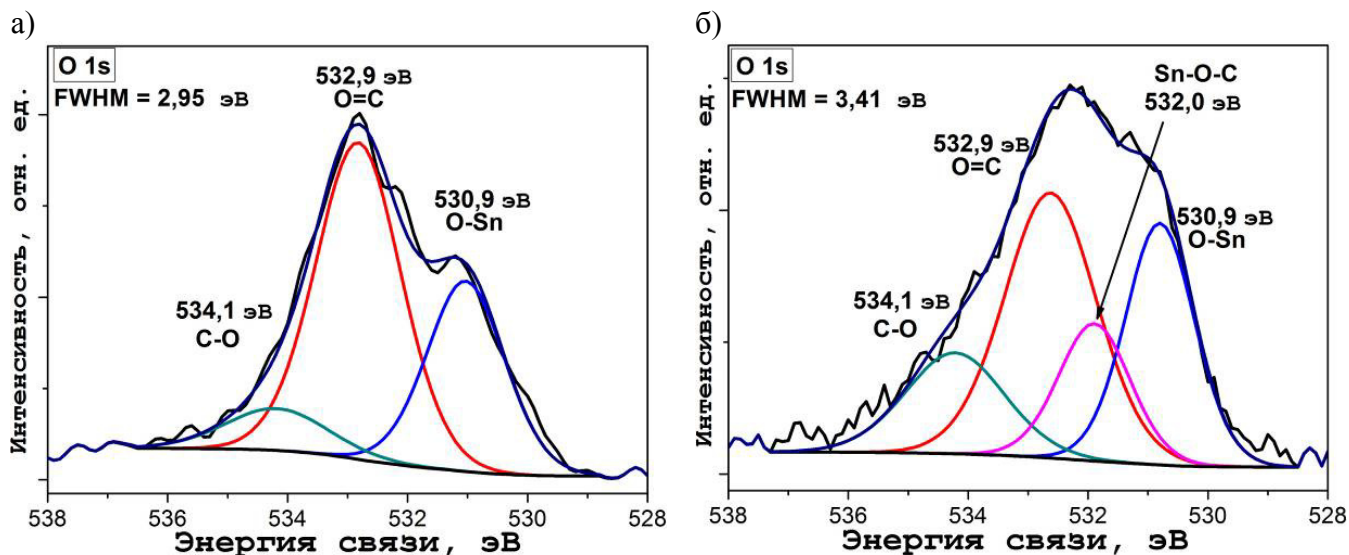 а)
O 1s
FWHM = 2,95 эВ
532,9 эВ
O=C
530,9 эВ
O-Sn
534,1 эВ
C-O
Интенсивность, отн. ед.
538 536 534 532 530 528
Энергия связи, эВ
б)
O 1s
FWHM = 3,41 эВ
Sn-O-C
532,0 эВ
532,9 эВ
O=C
530,9 эВ
O-Sn
534,1 эВ
C-O
Интенсивность, отн. ед.
538 536 534 532 530 528
Энергия связи, эВ